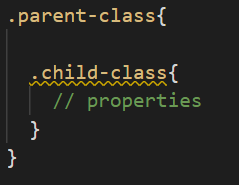 .parent-class{
.child-class{
// properties
}
}